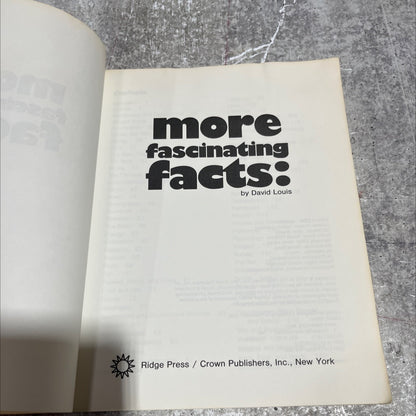 more
fascinating
facts:
by David Louis
Ridge Press / Crown Publishers, Inc., New York